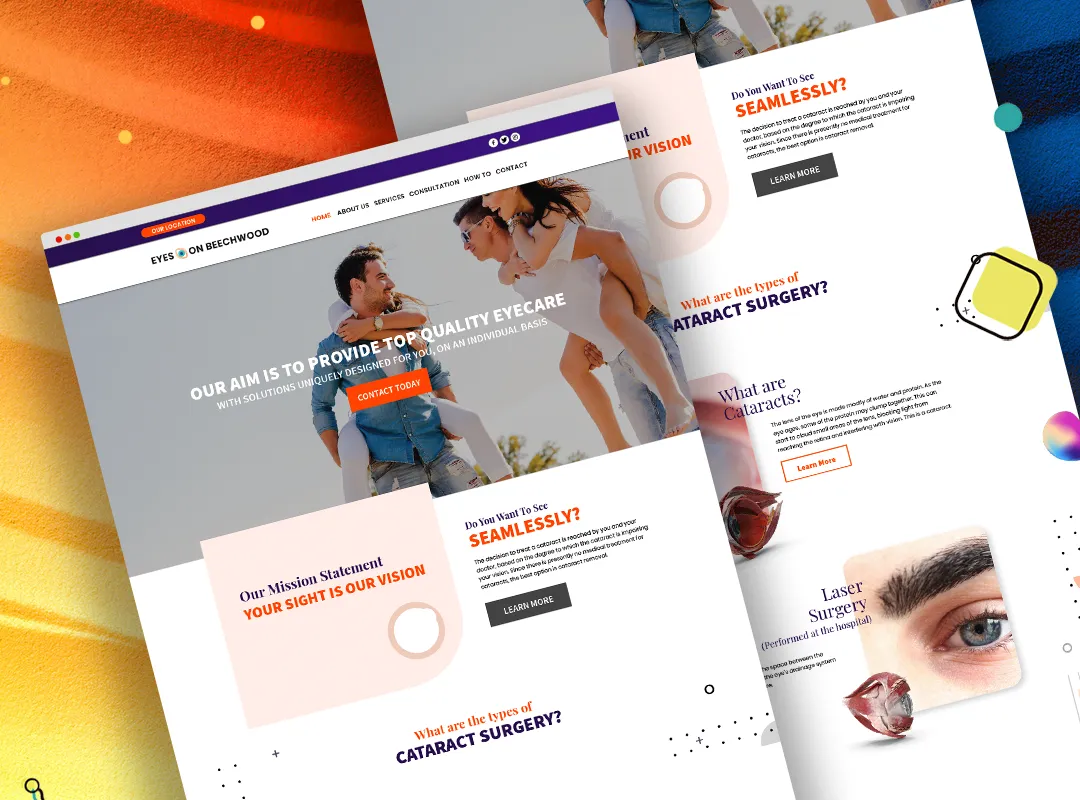 OUR LOCATION
EYES ON BEECHWOOD
HOME ABOUT US SERVICES CONSULTATION HOW TO CONTACT
OUR AIM IS TO PROVIDE TOP QUALITY EYECARE
WITH SOLUTIONS UNIQUELY DESIGNED FOR YOU, ON AN INDIVIDUAL BASIS
CONTACT TODAY
Our Mission Statement
YOUR SIGHT IS OUR VISION
Do You Want To See
SEAMLESSLY?
The decision to treat a cataract is reached by you and your
doctor, based on the degree to which the cataract is impairing
your vision. Since there is presently no medical treatment for
cataracts, the best option is cataract removal.
LEARN MORE
What are the types of
CATARACT SURGERY?
ment
R VISION
Do You Want To See
SEAMLESSLY?
The decision to treat a cataract is reached by you and your
doctor, based on the degree to which the cataract is impairing
your vision. Since there is presently no medical treatment for
cataracts, the best option is cataract removal.
LEARN MORE
What are the types of
ATARACT SURGERY?
What are
Cataracts?
The lens of the eye is made mostly of water and protein. As the
eye ages, some of the protein may clump together. This can
start to cloud small areas of the lens, blocking light from
reaching the retina and interfering with vision. This is a cataract.
Learn More
Laser
Surgery
(Performed at the hospital)
he space between the
the eye's drainage system